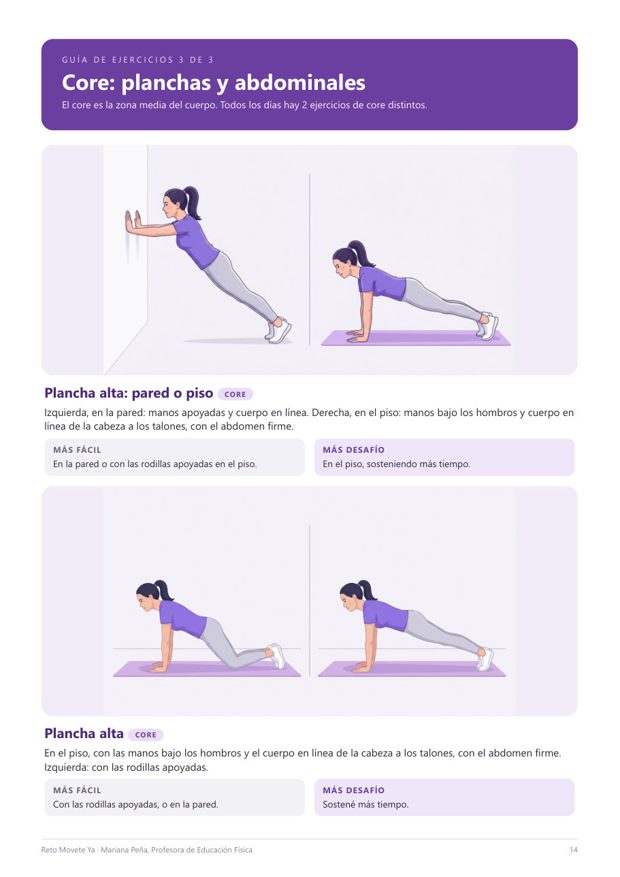 GUÍA DE EJERCICIOS 3 DE 3
Core: planchas y abdominales
El core es la zona media del cuerpo. Todos los días hay 2 ejercicios de core distintos.
Plancha alta: pared o piso CORE
Izquierda, en la pared: manos apoyadas y cuerpo en línea. Derecha, en el piso: manos bajo los hombros y cuerpo en
línea de la cabeza a los talones, con el abdomen firme.
MÁS FÁCIL
En la pared o con las rodillas apoyadas en el piso.
MÁS DESAFÍO
En el piso, sosteniendo más tiempo.
Plancha alta CORE
En el piso, con las manos bajo los hombros y el cuerpo en línea de la cabeza a los talones, con el abdomen firme.
Izquierda: con las rodillas apoyadas.
MÁS FÁCIL
Con las rodillas apoyadas, o en la pared.
MÁS DESAFÍO
Sostené más tiempo.
Reto Movete Ya · Mariana Peña, Profesora de Educación Física
14